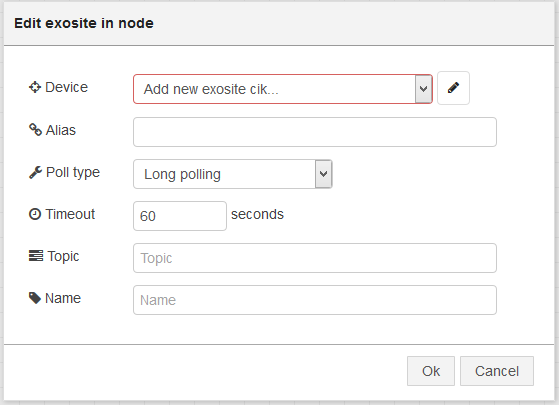 Edit exosite in node
Device Add new exosite cik...
Alias
Poll type Long polling
Timeout 60 seconds
Topic Topic
Name Name
Ok Cancel